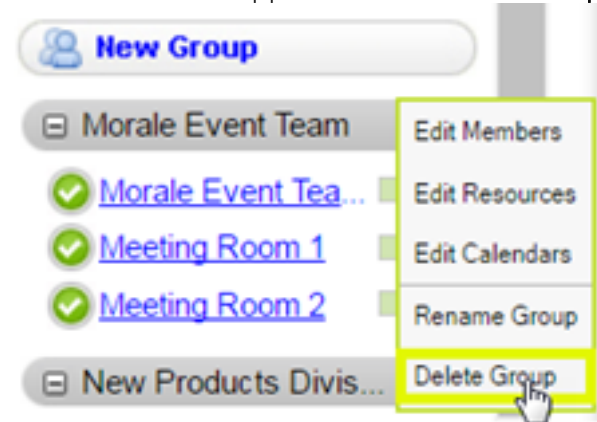 New Group
Morale Event Team
Edit Members
Morale Event Tea...
Edit Resources
Meeting Room 1
Edit Calendars
Meeting Room 2
Rename Group
New Products Divis...
Delete Group